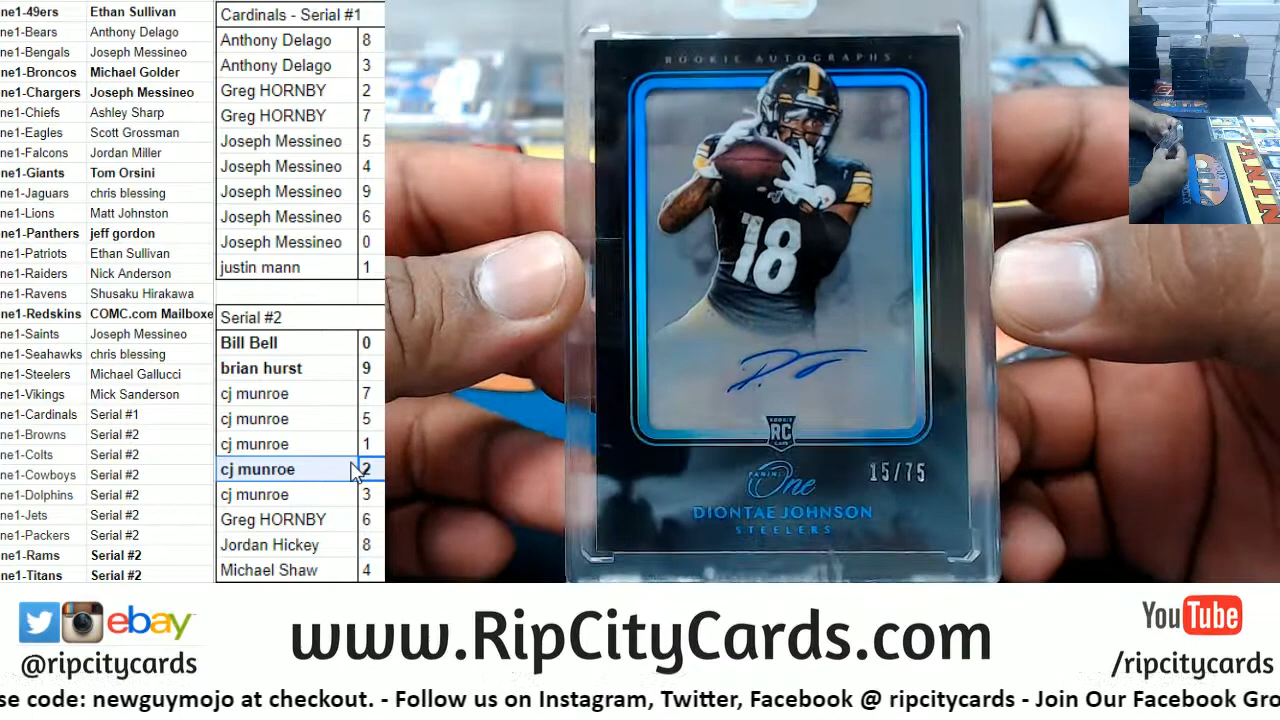 ne1-49ers Ethan Sullivan
ne1-Bears Anthony Delago
ne1-Bengals Joseph Messineo
ne1-Broncos Michael Golder
ne1-Chargers Joseph Messineo
ne1-Chiefs Ashley Sharp
ne1-Eagles Scott Grossman
ne1-Falcons Jordan Miller
ne1-Giants Tom Orsini
ne1-Jaguars chris blessing
ne1-Lions Matt Johnston
ne1-Panthers jeff gordon
ne1-Patriots Ethan Sullivan
ne1-Raiders Nick Anderson
ne1-Ravens Shusaku Hirakawa
ne1-Redskins COMC.com Mailboxe
ne1-Saints Joseph Messineo
ne1-Seahawks chris blessing
ne1-Steelers Michael Gallucci
ne1-Vikings Mick Sanderson
ne1-Cardinals Serial #1
ne1-Browns Serial #2
ne1-Colts Serial #2
ne1-Cowboys Serial #2
ne1-Dolphins Serial #2
ne1-Jets Serial #2
ne1-Packers Serial #2
ne1-Rams Serial #2
ne1-Titans Serial #2
Cardinals - Serial #1
Anthony Delago 8
Anthony Delago 3
Greg HORNBY 2
Greg HORNBY 7
Joseph Messineo 5
Joseph Messineo 4
Joseph Messineo 9
Joseph Messineo 6
Joseph Messineo 0
justin mann 1
Serial #2
Bill Bell 0
brian hurst 9
cj munroe 7
cj munroe 5
cj munroe 1
cj munroe 2
cj munroe 3
Greg HORNBY 6
Jordan Hickey 8
Michael Shaw 4
ROOKIE AUTOGRAPHS
18
RC
PANINI
One
15/75
DIONTAE JOHNSON
STEELERS
ebay
@ripcitycards
www.RipCityCards.com
YouTube
/ripcitycards
se code: newguymojo at checkout. - Follow us on Instagram, Twitter, Facebook @ ripcitycards - Join Our Facebook Gro